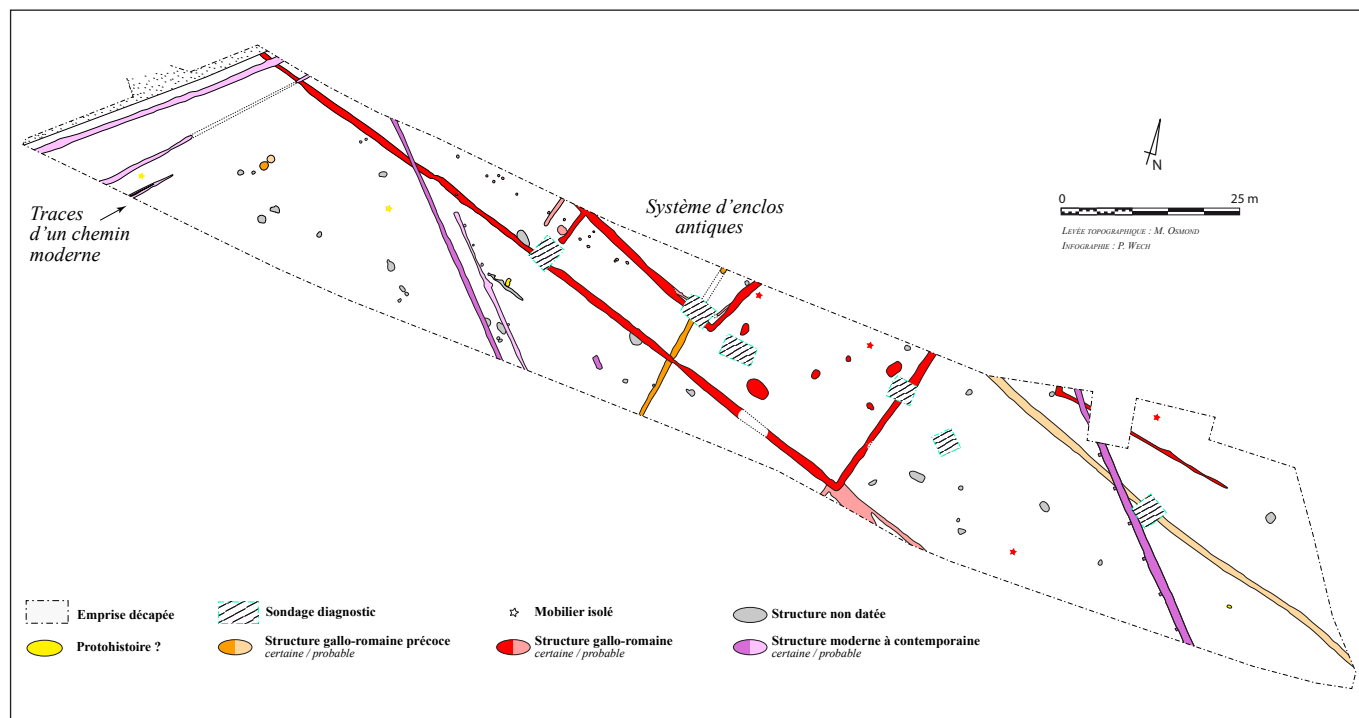 Système d'enclos
antiques
Traces
d'un chemin
moderne
N
0 25 m
Levée topographique : M. Osmond
Infographie : P. Wech
Emprise décapée
Sondage diagnostic
Mobilier isolé
Structure non datée
Protohistoire ?
Structure gallo-romaine précoce
certaine / probable
Structure gallo-romaine
certaine / probable
Structure moderne à contemporaine
certaine / probable